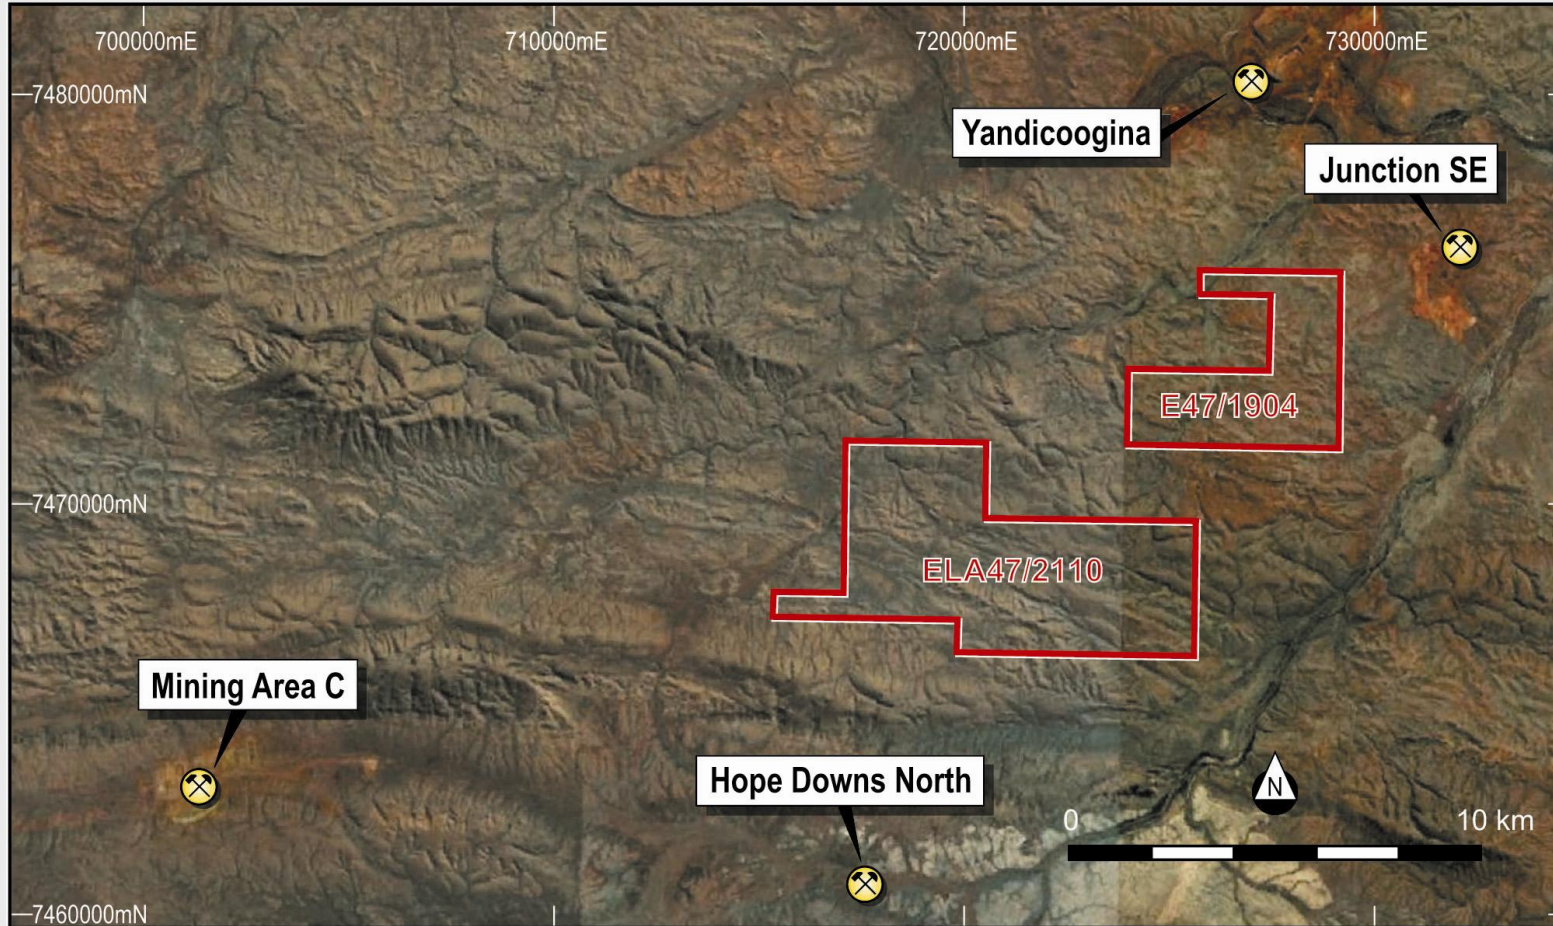 700000mE
710000mE
720000mE
730000mE
7480000mN
Yandicoogina
Junction SE
E47/1904
7470000mN
ELA47/2110
Mining Area C
Hope Downs North
N
0
10 km
7460000mN